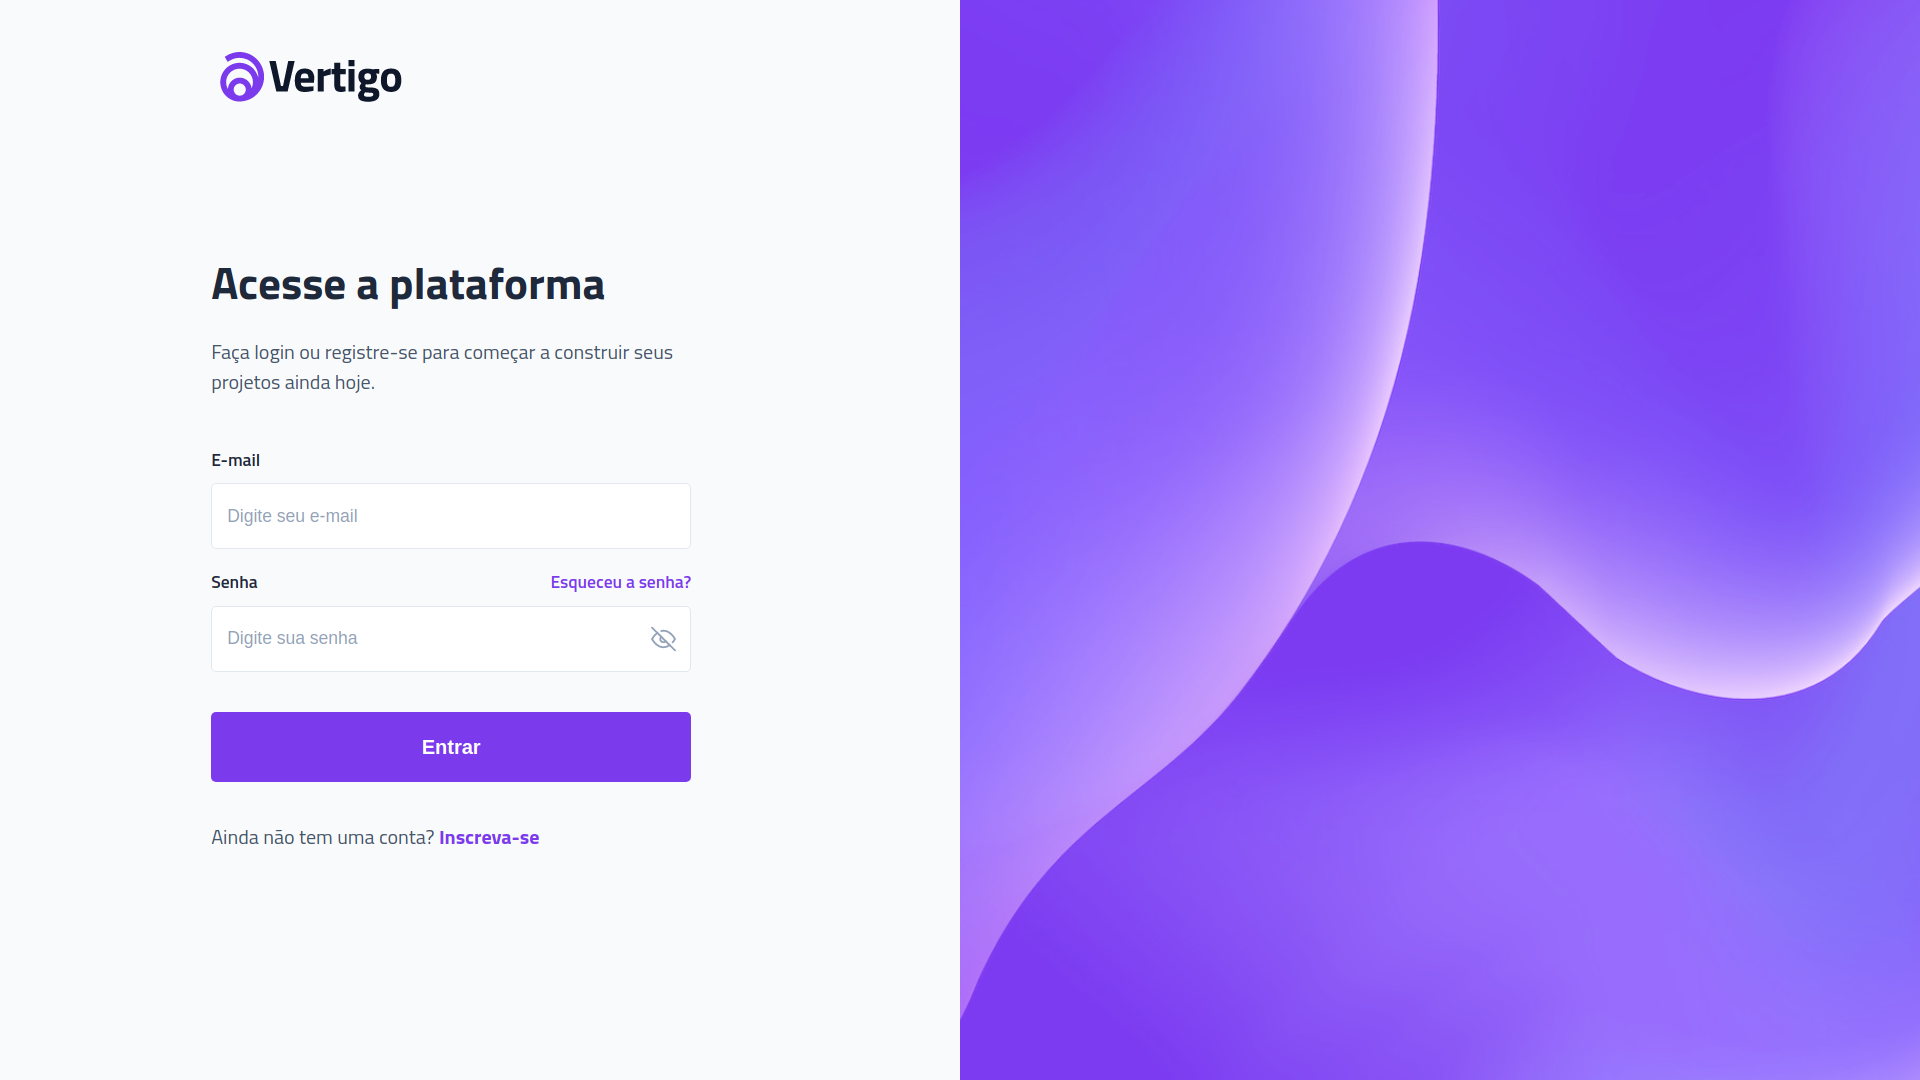 Vertigo
Acesse a plataforma
Faça login ou registre-se para começar a construir seus
projetos ainda hoje.
E-mail
Digite seu e-mail
Senha
Esqueceu a senha?
Digite sua senha
Entrar
Ainda não tem uma conta? Inscreva-se